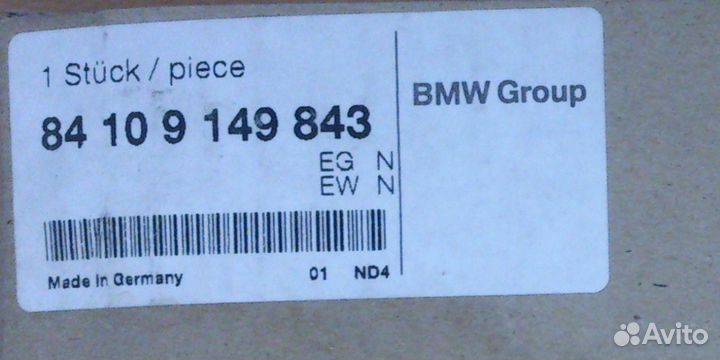 1 Stück / piece
84 10 9 149 843
EG N
EW N
Made in Germany 01 ND4
BMW Group
Avito